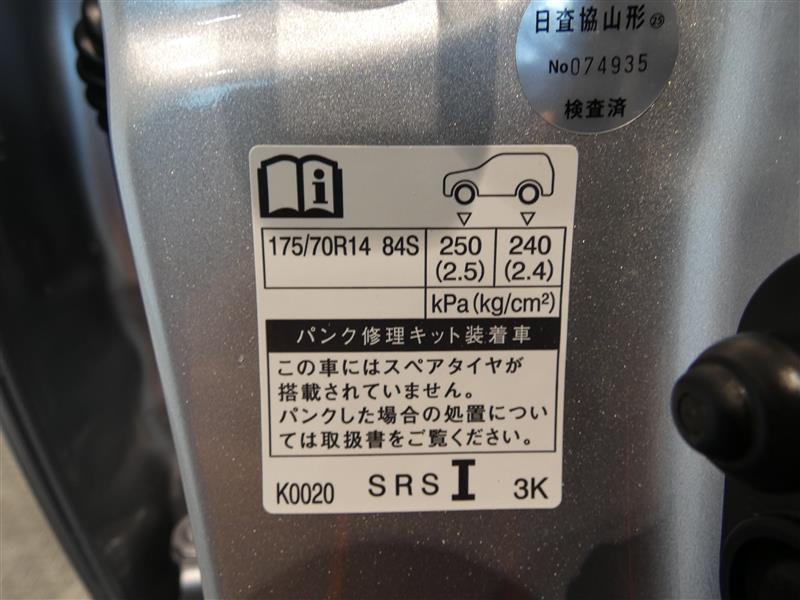 日査協山形 ㉕
No074935
検査済
i
175/70R14 84S 250 240
(2.5) (2.4)
kPa(kg/cm²)
パンク修理キット装着車
この車にはスペアタイヤが
搭載されていません。
パンクした場合の処置につい
ては取扱書をご覧ください。
K0020 SRS I 3K